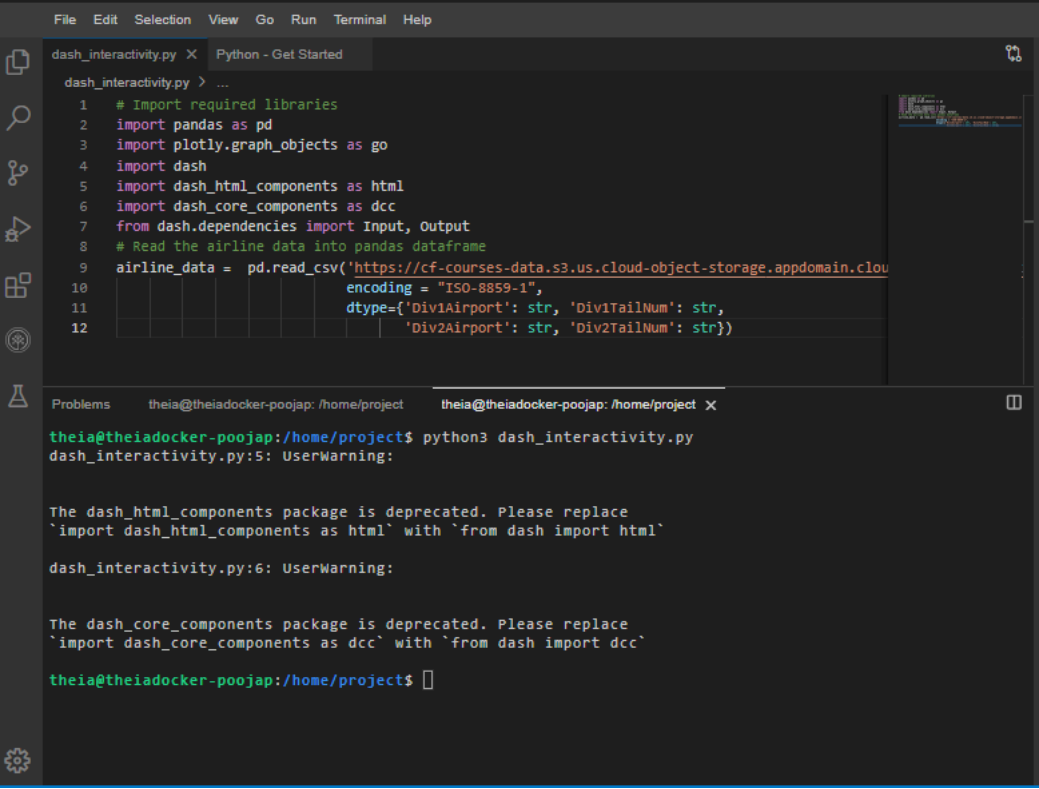 File Edit Selection View Go Run Terminal Help
dash_interactivity.py Python - Get Started
dash_interactivity.py > ...
1 # Import required libraries
2 import pandas as pd
3 import plotly.graph_objects as go
4 import dash
5 import dash_html_components as html
6 import dash_core_components as dcc
7 from dash.dependencies import Input, Output
8 # Read the airline data into pandas dataframe
9 airline_data =  pd.read_csv('https://cf-courses-data.s3.us.cloud-object-storage.appdomain.clou
10 encoding = "ISO-8859-1",
11 dtype={'Div1Airport': str, 'Div1TailNum': str,
12 'Div2Airport': str, 'Div2TailNum': str})
Problems theia@theiadocker-poojap: /home/project theia@theiadocker-poojap: /home/project
theia@theiadocker-poojap:/home/project$ python3 dash_interactivity.py
dash_interactivity.py:5: UserWarning:
The dash_html_components package is deprecated. Please replace
`import dash_html_components as html` with `from dash import html`
dash_interactivity.py:6: UserWarning:
The dash_core_components package is deprecated. Please replace
`import dash_core_components as dcc` with `from dash import dcc`
theia@theiadocker-poojap:/home/project$